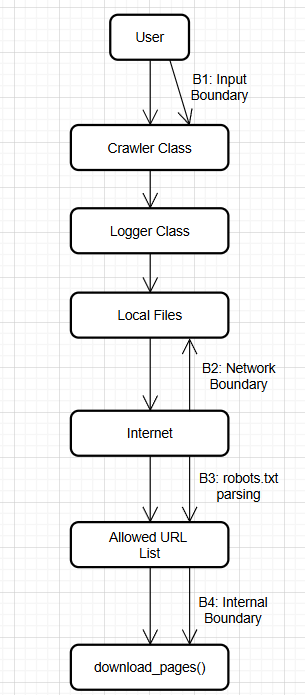 User
B1: Input
Boundary
Crawler Class
Logger Class
Local Files
B2: Network
Boundary
Internet
B3: robots.txt
parsing
Allowed URL
List
B4: Internal
Boundary
download_pages()